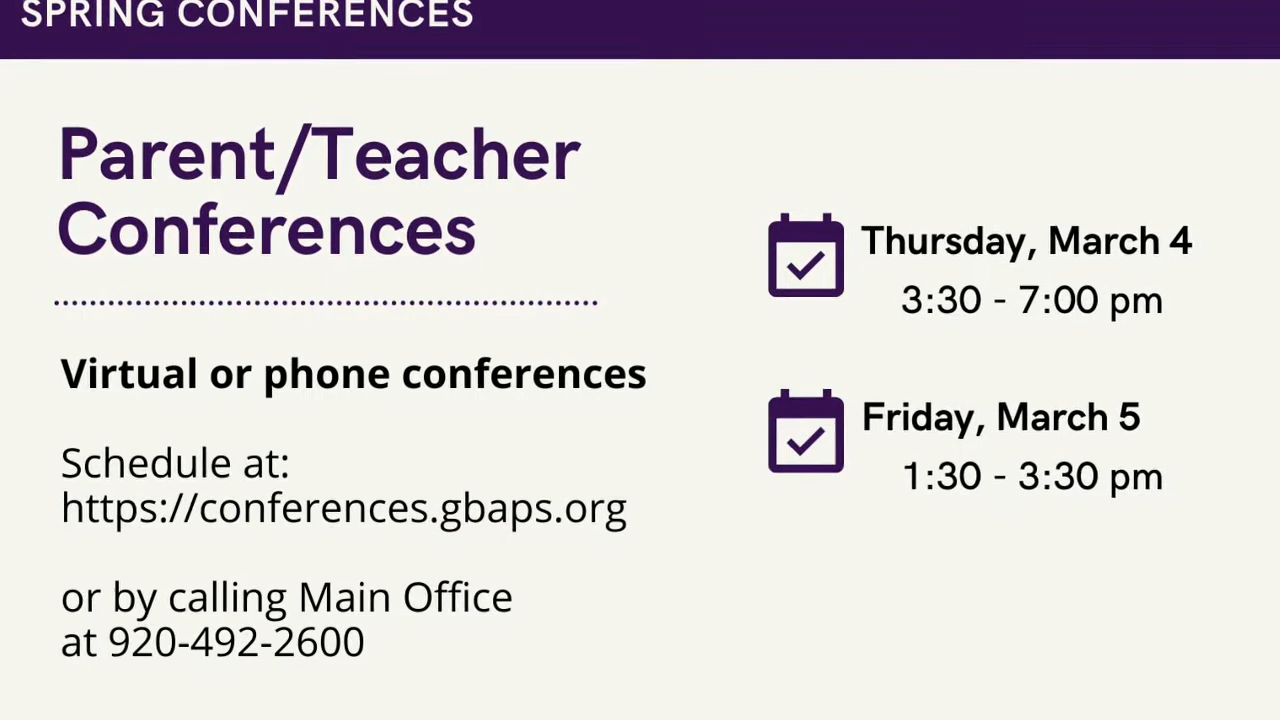 SPRING CONFERENCES
Parent/Teacher
Conferences
Virtual or phone conferences
Schedule at:
https://conferences.gbaps.org
or by calling Main Office
at 920-492-2600
Thursday, March 4
3:30 - 7:00 pm
Friday, March 5
1:30 - 3:30 pm